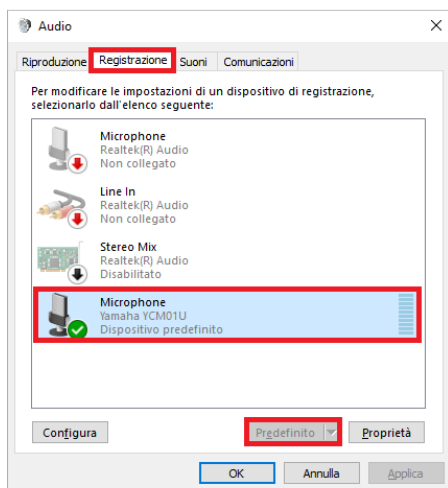 Audio
Riproduzione Registrazione Suoni Comunicazioni
Per modificare le impostazioni di un dispositivo di registrazione,
selezionarlo dall'elenco seguente:
Microphone
Realtek(R) Audio
Non collegato
Line In
Realtek(R) Audio
Non collegato
Stereo Mix
Realtek(R) Audio
Disabilitato
Microphone
Yamaha YCM01U
Dispositivo predefinito
Configura Predefinito Proprietà
OK Annulla Applica